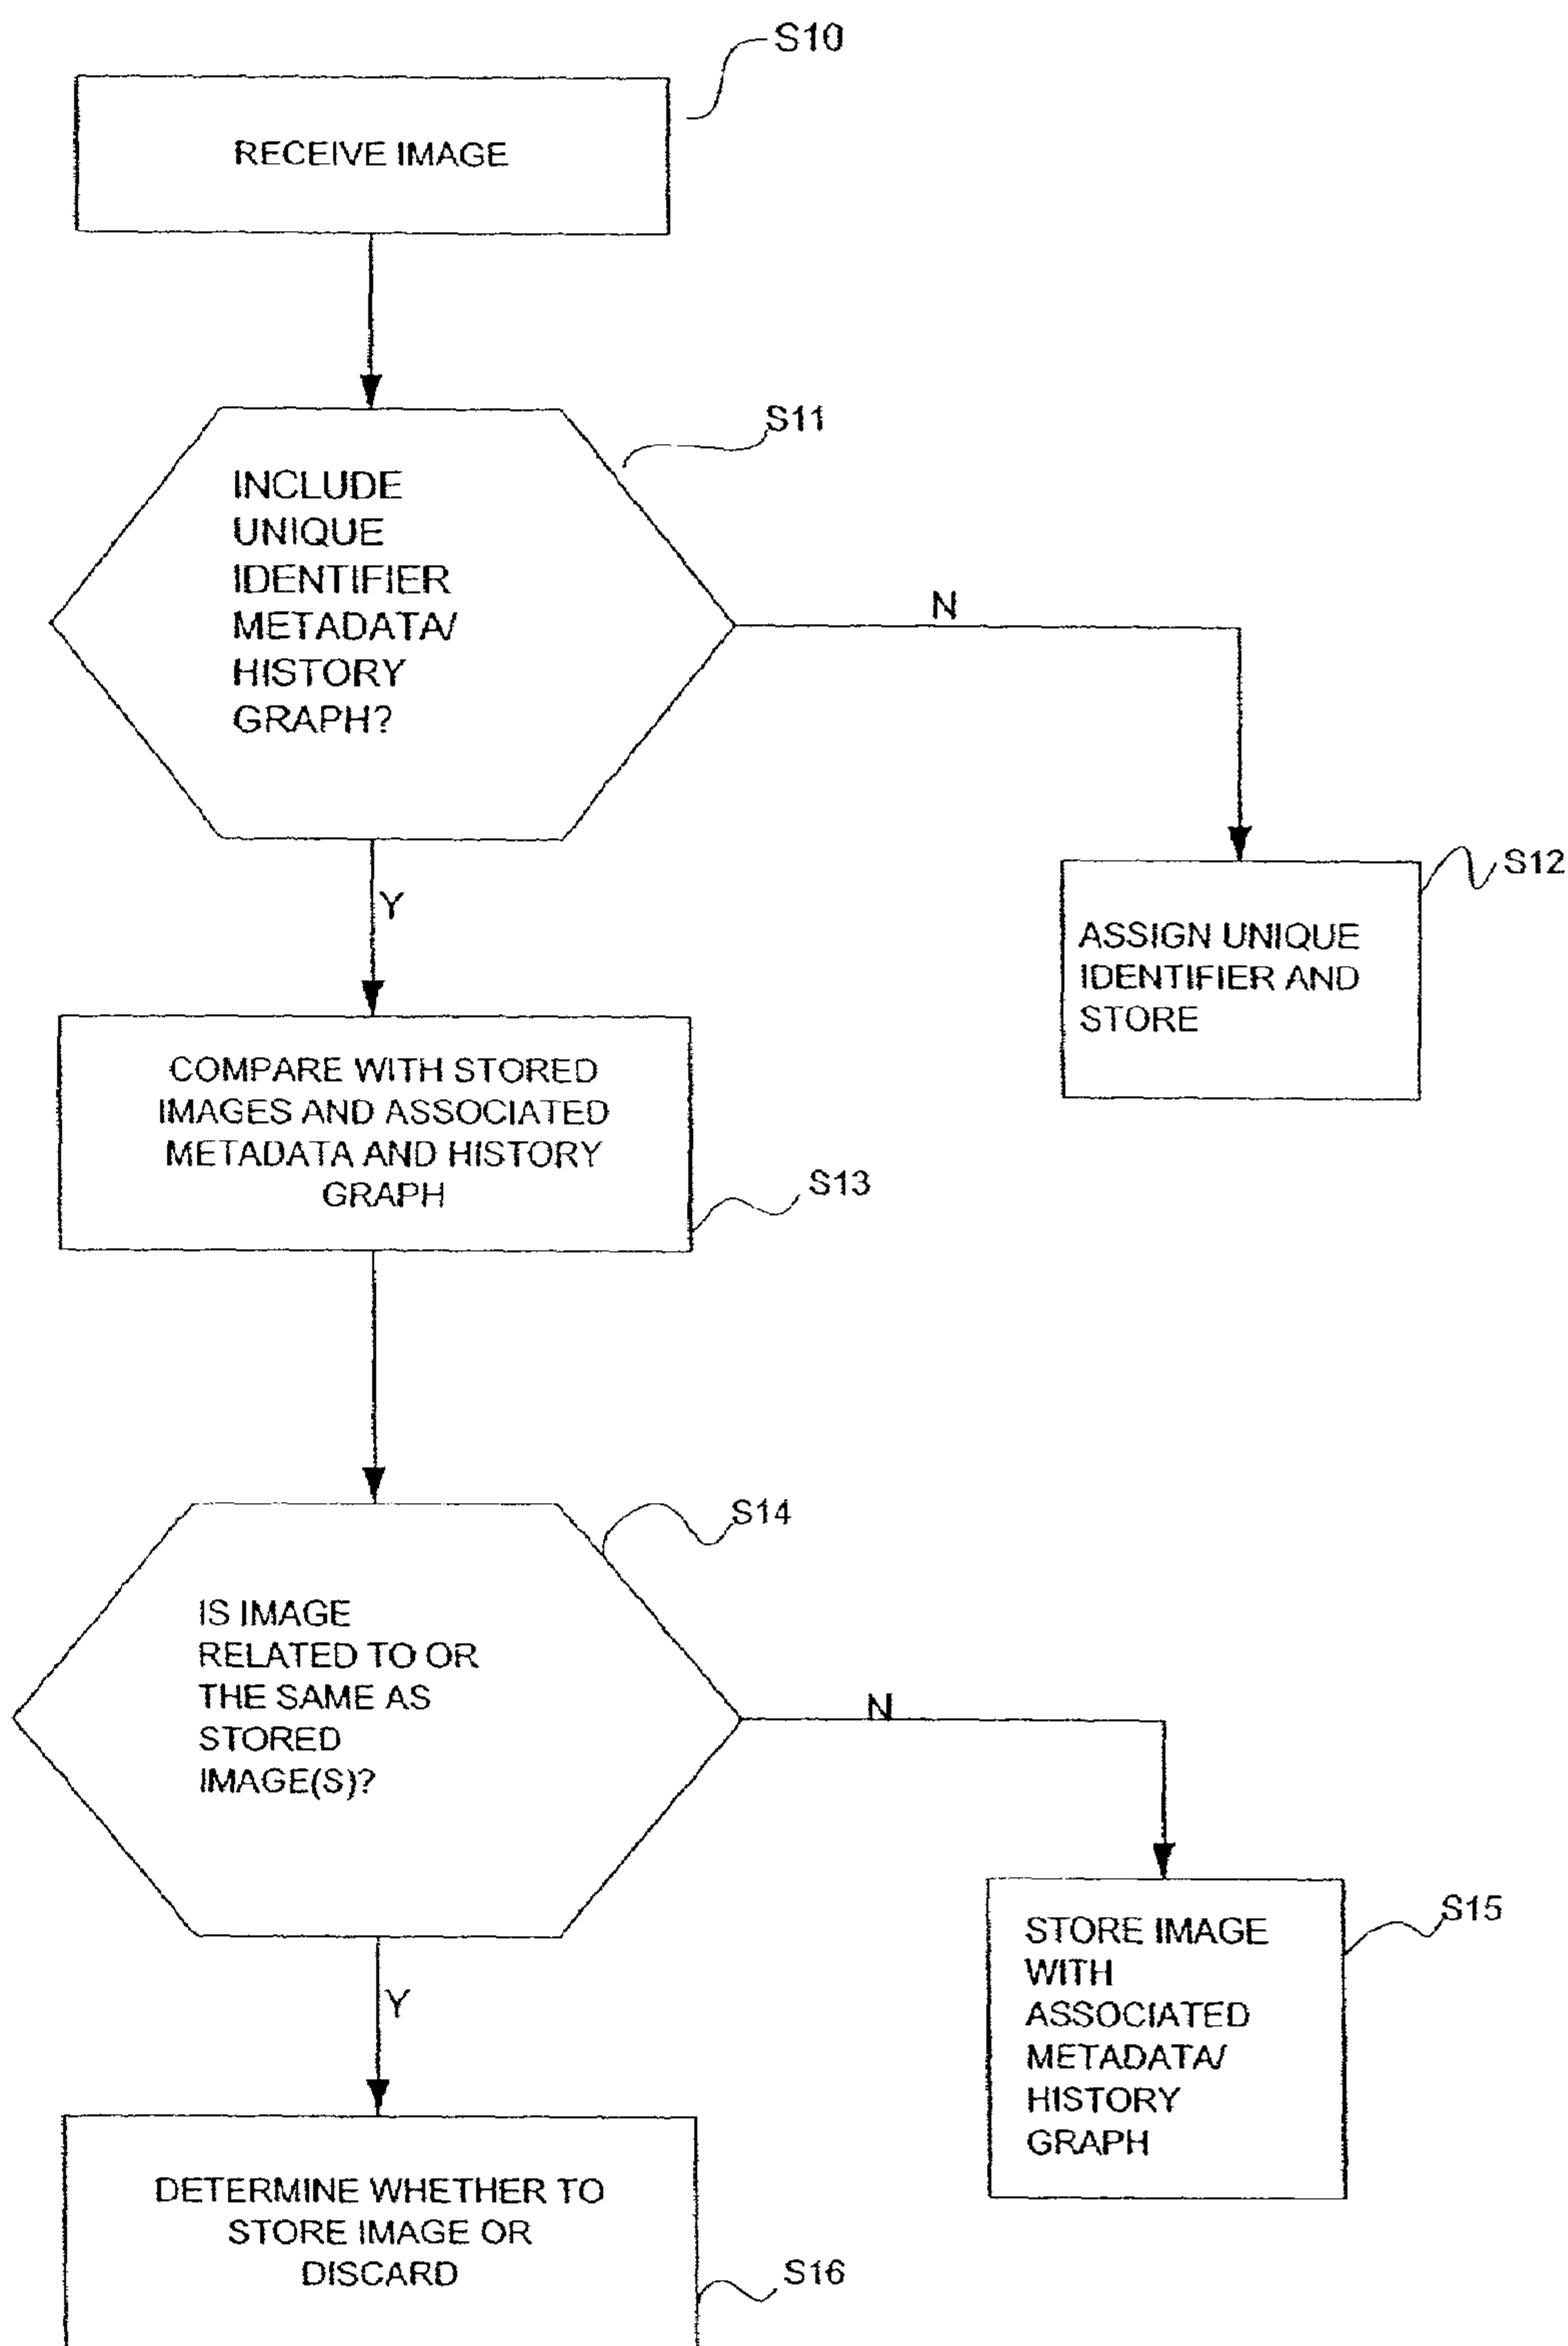 S10
RECEIVE IMAGE
S11
INCLUDE
UNIQUE
IDENTIFIER
METADATA/
HISTORY
GRAPH?
N
S12
Y
ASSIGN UNIQUE
IDENTIFIER AND
STORE
COMPARE WITH STORED
IMAGES AND ASSOCIATED
METADATA AND HISTORY
GRAPH
S13
S14
IS IMAGE
RELATED TO OR
THE SAME AS
STORED
IMAGE(S)?
N
S15
STORE IMAGE
WITH
ASSOCIATED
METADATA/
HISTORY
GRAPH
Y
DETERMINE WHETHER TO
STORE IMAGE OR
DISCARD
S16